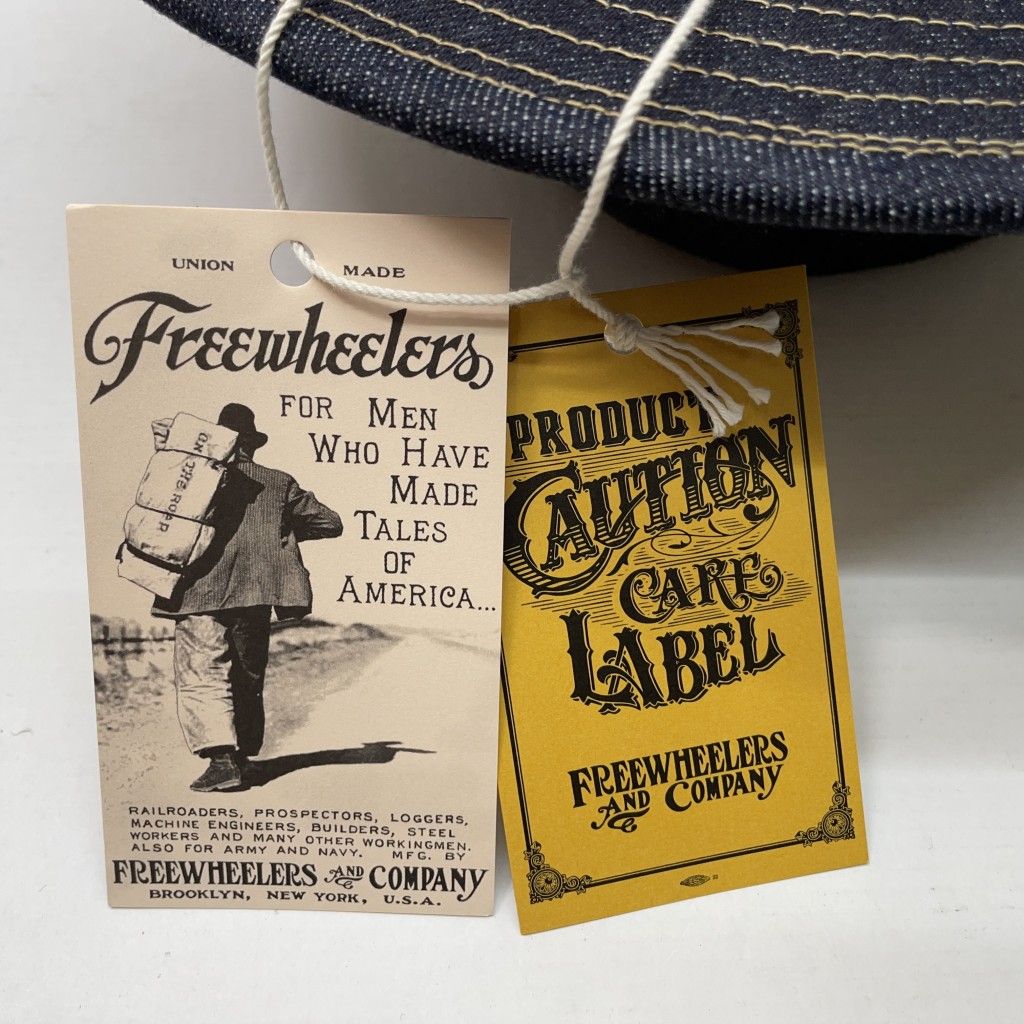 UNION MADE
Freewheelers
FOR MEN
WHO HAVE
MADE
TALES
OF
AMERICA...
ON THE ROAD
RAILROADERS, PROSPECTORS, LOGGERS,
MACHINE ENGINEERS, BUILDERS, STEEL
WORKERS AND MANY OTHER WORKINGMEN.
ALSO FOR ARMY AND NAVY. MFG. BY
FREEWHEELERS AND COMPANY
BROOKLYN, NEW YORK, U.S.A.
PRODUCT
CAUTION
CARE
LABEL
FREEWHEELERS
AND COMPANY